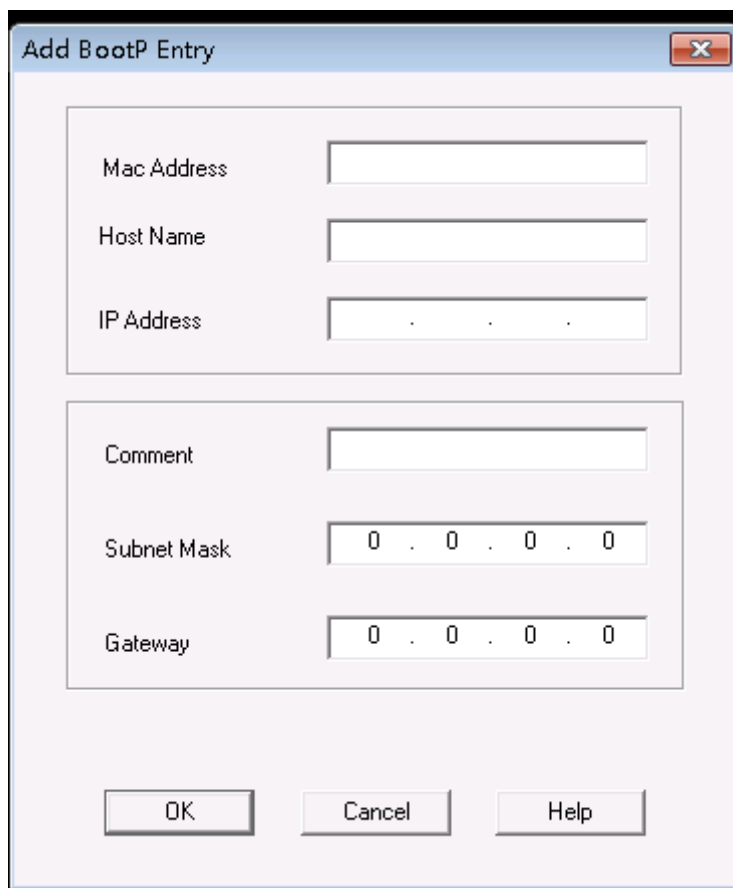 Add BootP Entry
Mac Address
Host Name
IP Address . . .
Comment
Subnet Mask 0 . 0 . 0 . 0
Gateway 0 . 0 . 0 . 0
OK Cancel Help